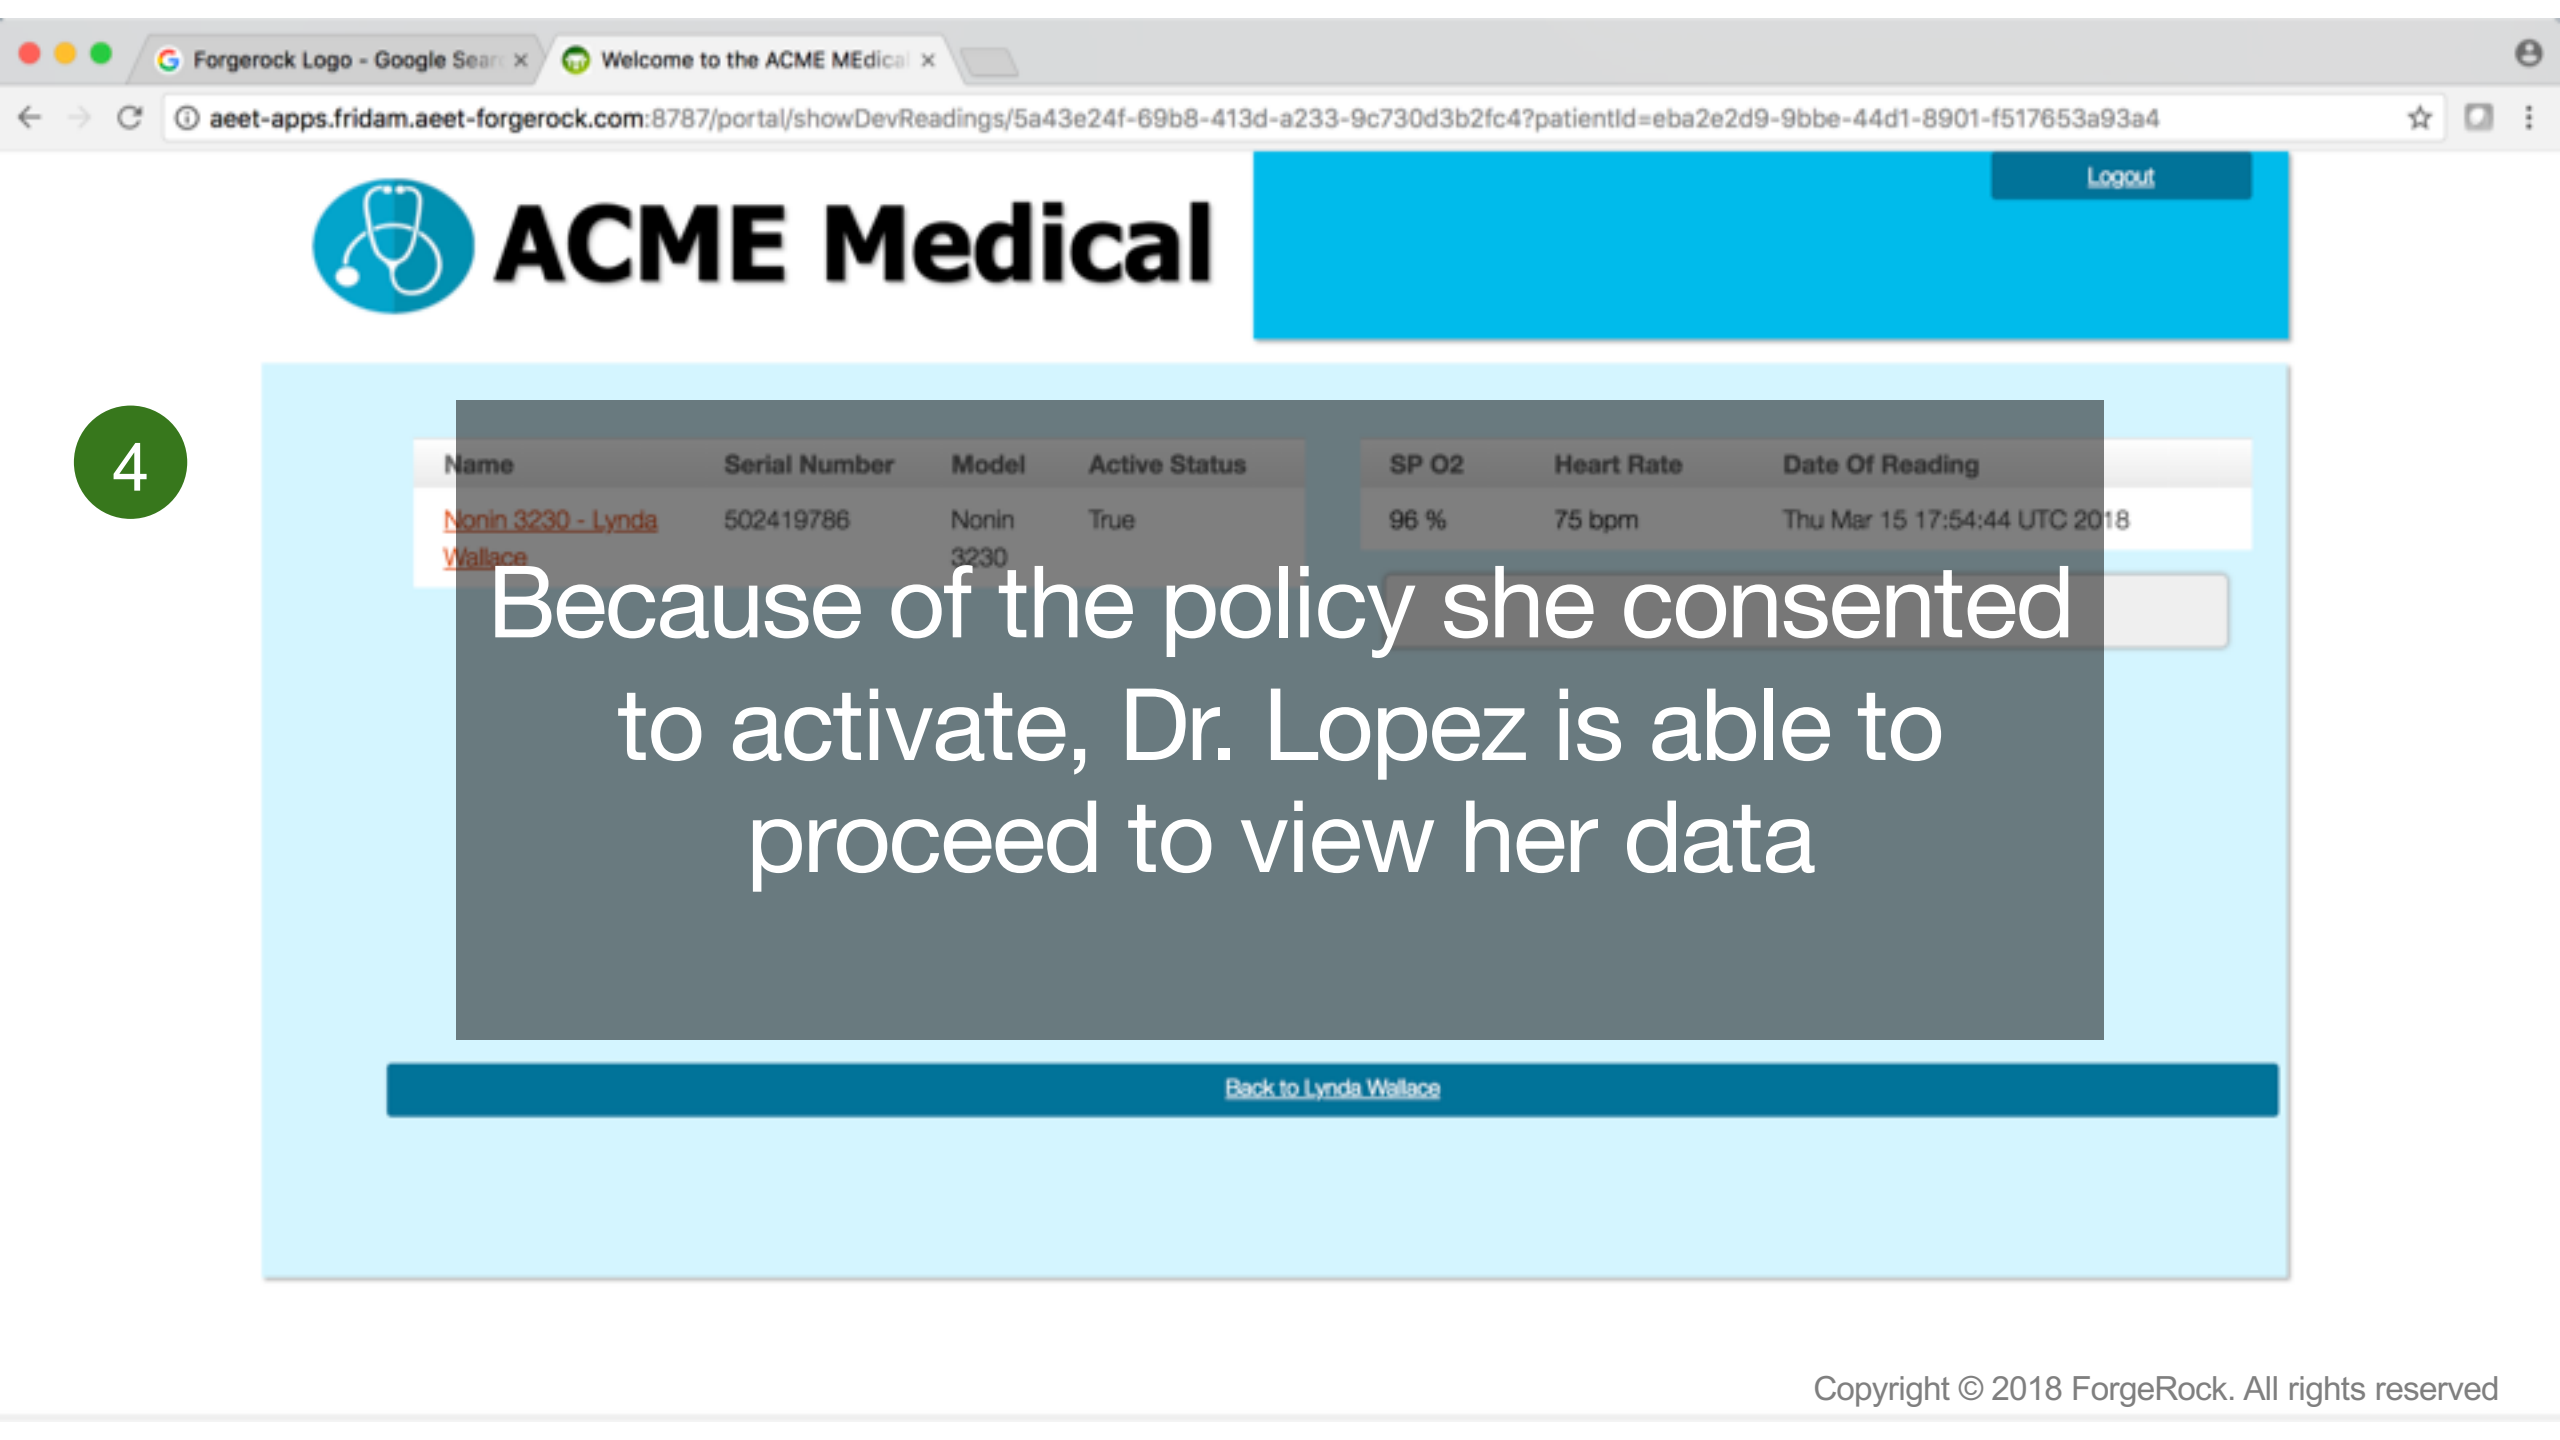 Forgerock Logo - Google Sear
Welcome to the ACME MEdical
aeet-apps.fridam.aeet-forgerock.com:8787/portal/showDevReadings/5a43e24f-69b8-413d-a233-9c730d3b2fc4?patientId=eba2e2d9-9bbe-44d1-8901-f517653a93a4
Logout
ACME Medical
4
Name Serial Number Model Active Status
Nonin 3230 - Lynda 502419786 Nonin True
Wallace 3230
SP O2 Heart Rate Date Of Reading
96 % 75 bpm Thu Mar 15 17:54:44 UTC 2018
Because of the policy she consented
to activate, Dr. Lopez is able to
proceed to view her data
Back to Lynda Wallace
Copyright © 2018 ForgeRock. All rights reserved